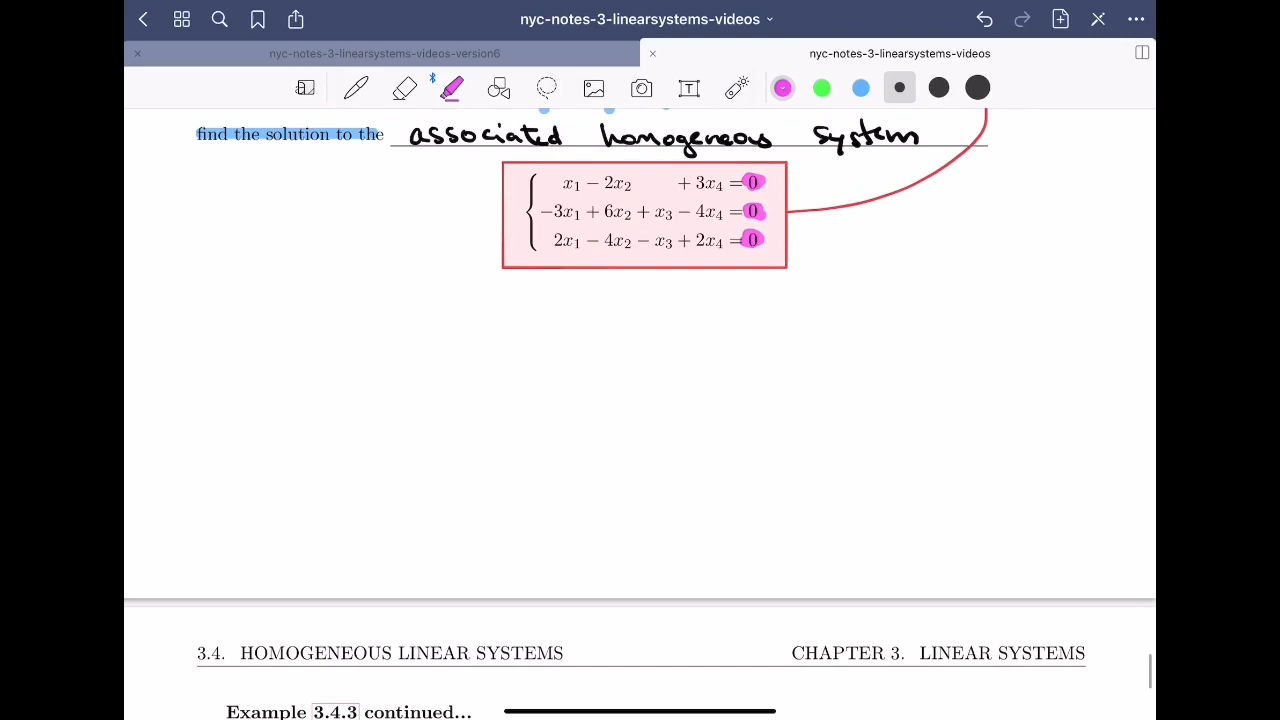 nyc-notes-3-linearsystems-videos
nyc-notes-3-linearsystems-videos-version6
nyc-notes-3-linearsystems-videos
find the solution to the associated homogeneous system
x₁ − 2x₂ + 3x₄ = 0
−3x₁ + 6x₂ + x₃ − 4x₄ = 0
2x₁ − 4x₂ − x₃ + 2x₄ = 0
3.4. HOMOGENEOUS LINEAR SYSTEMS CHAPTER 3. LINEAR SYSTEMS
Example 3.4.3 continued...